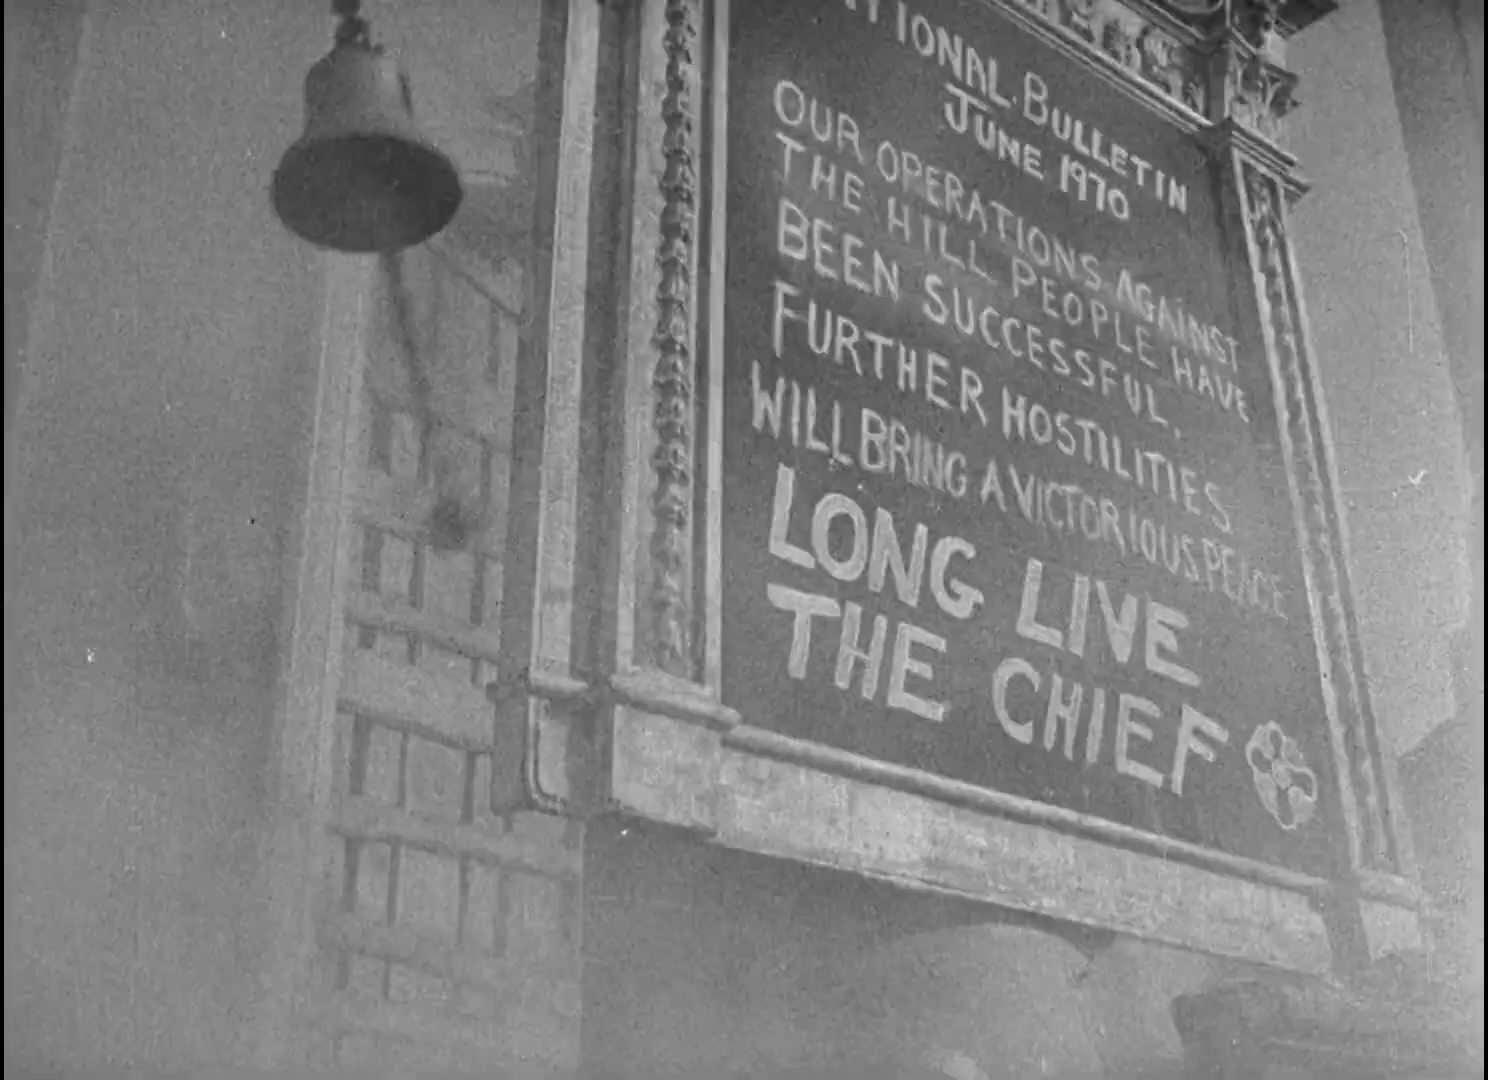 TIONAL BULLETIN
JUNE 1970
OUR OPERATIONS AGAINST
THE HILL PEOPLE HAVE
BEEN SUCCESSFUL.
FURTHER HOSTILITIES
WILL BRING A VICTORIOUS PEACE
LONG LIVE
THE CHIEF